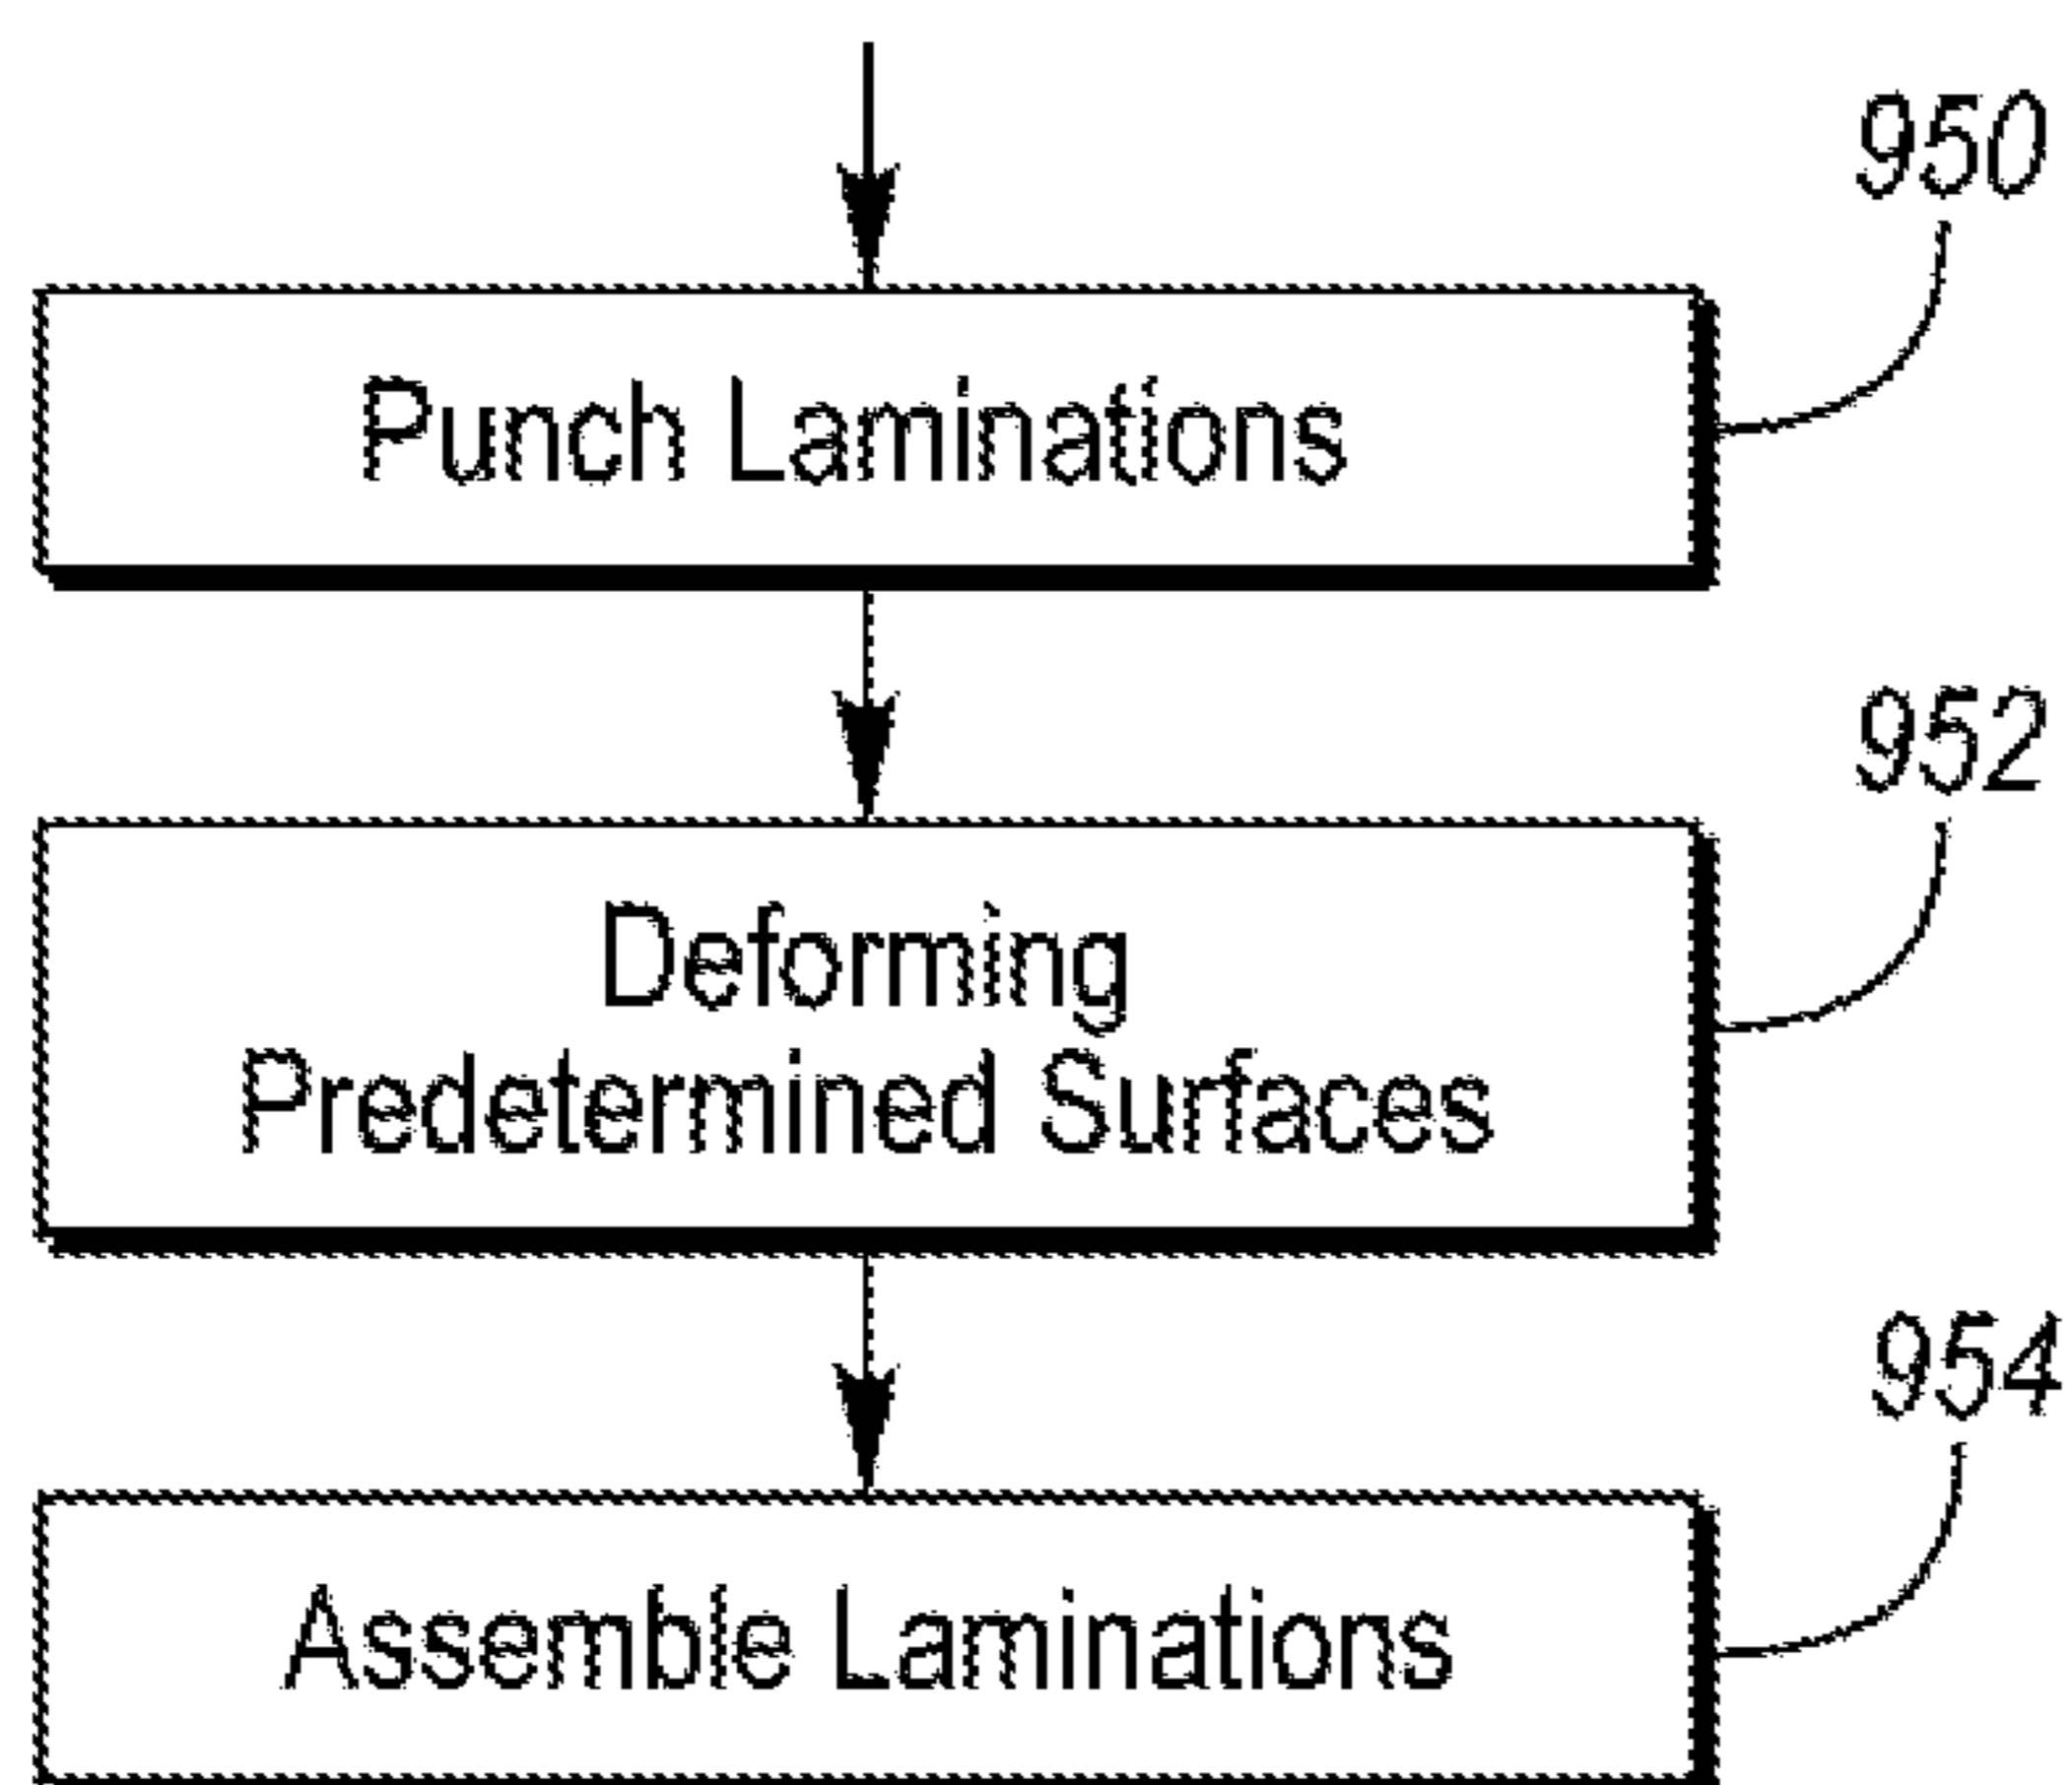 950
Punch Laminations
952
Deforming
Predetermined Surfaces
954
Assemble Laminations